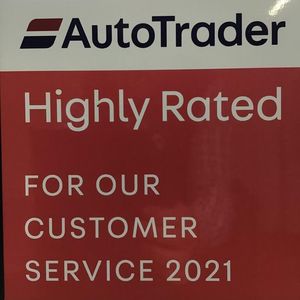 AutoTrader
Highly Rated
FOR OUR
CUSTOMER
SERVICE 2021